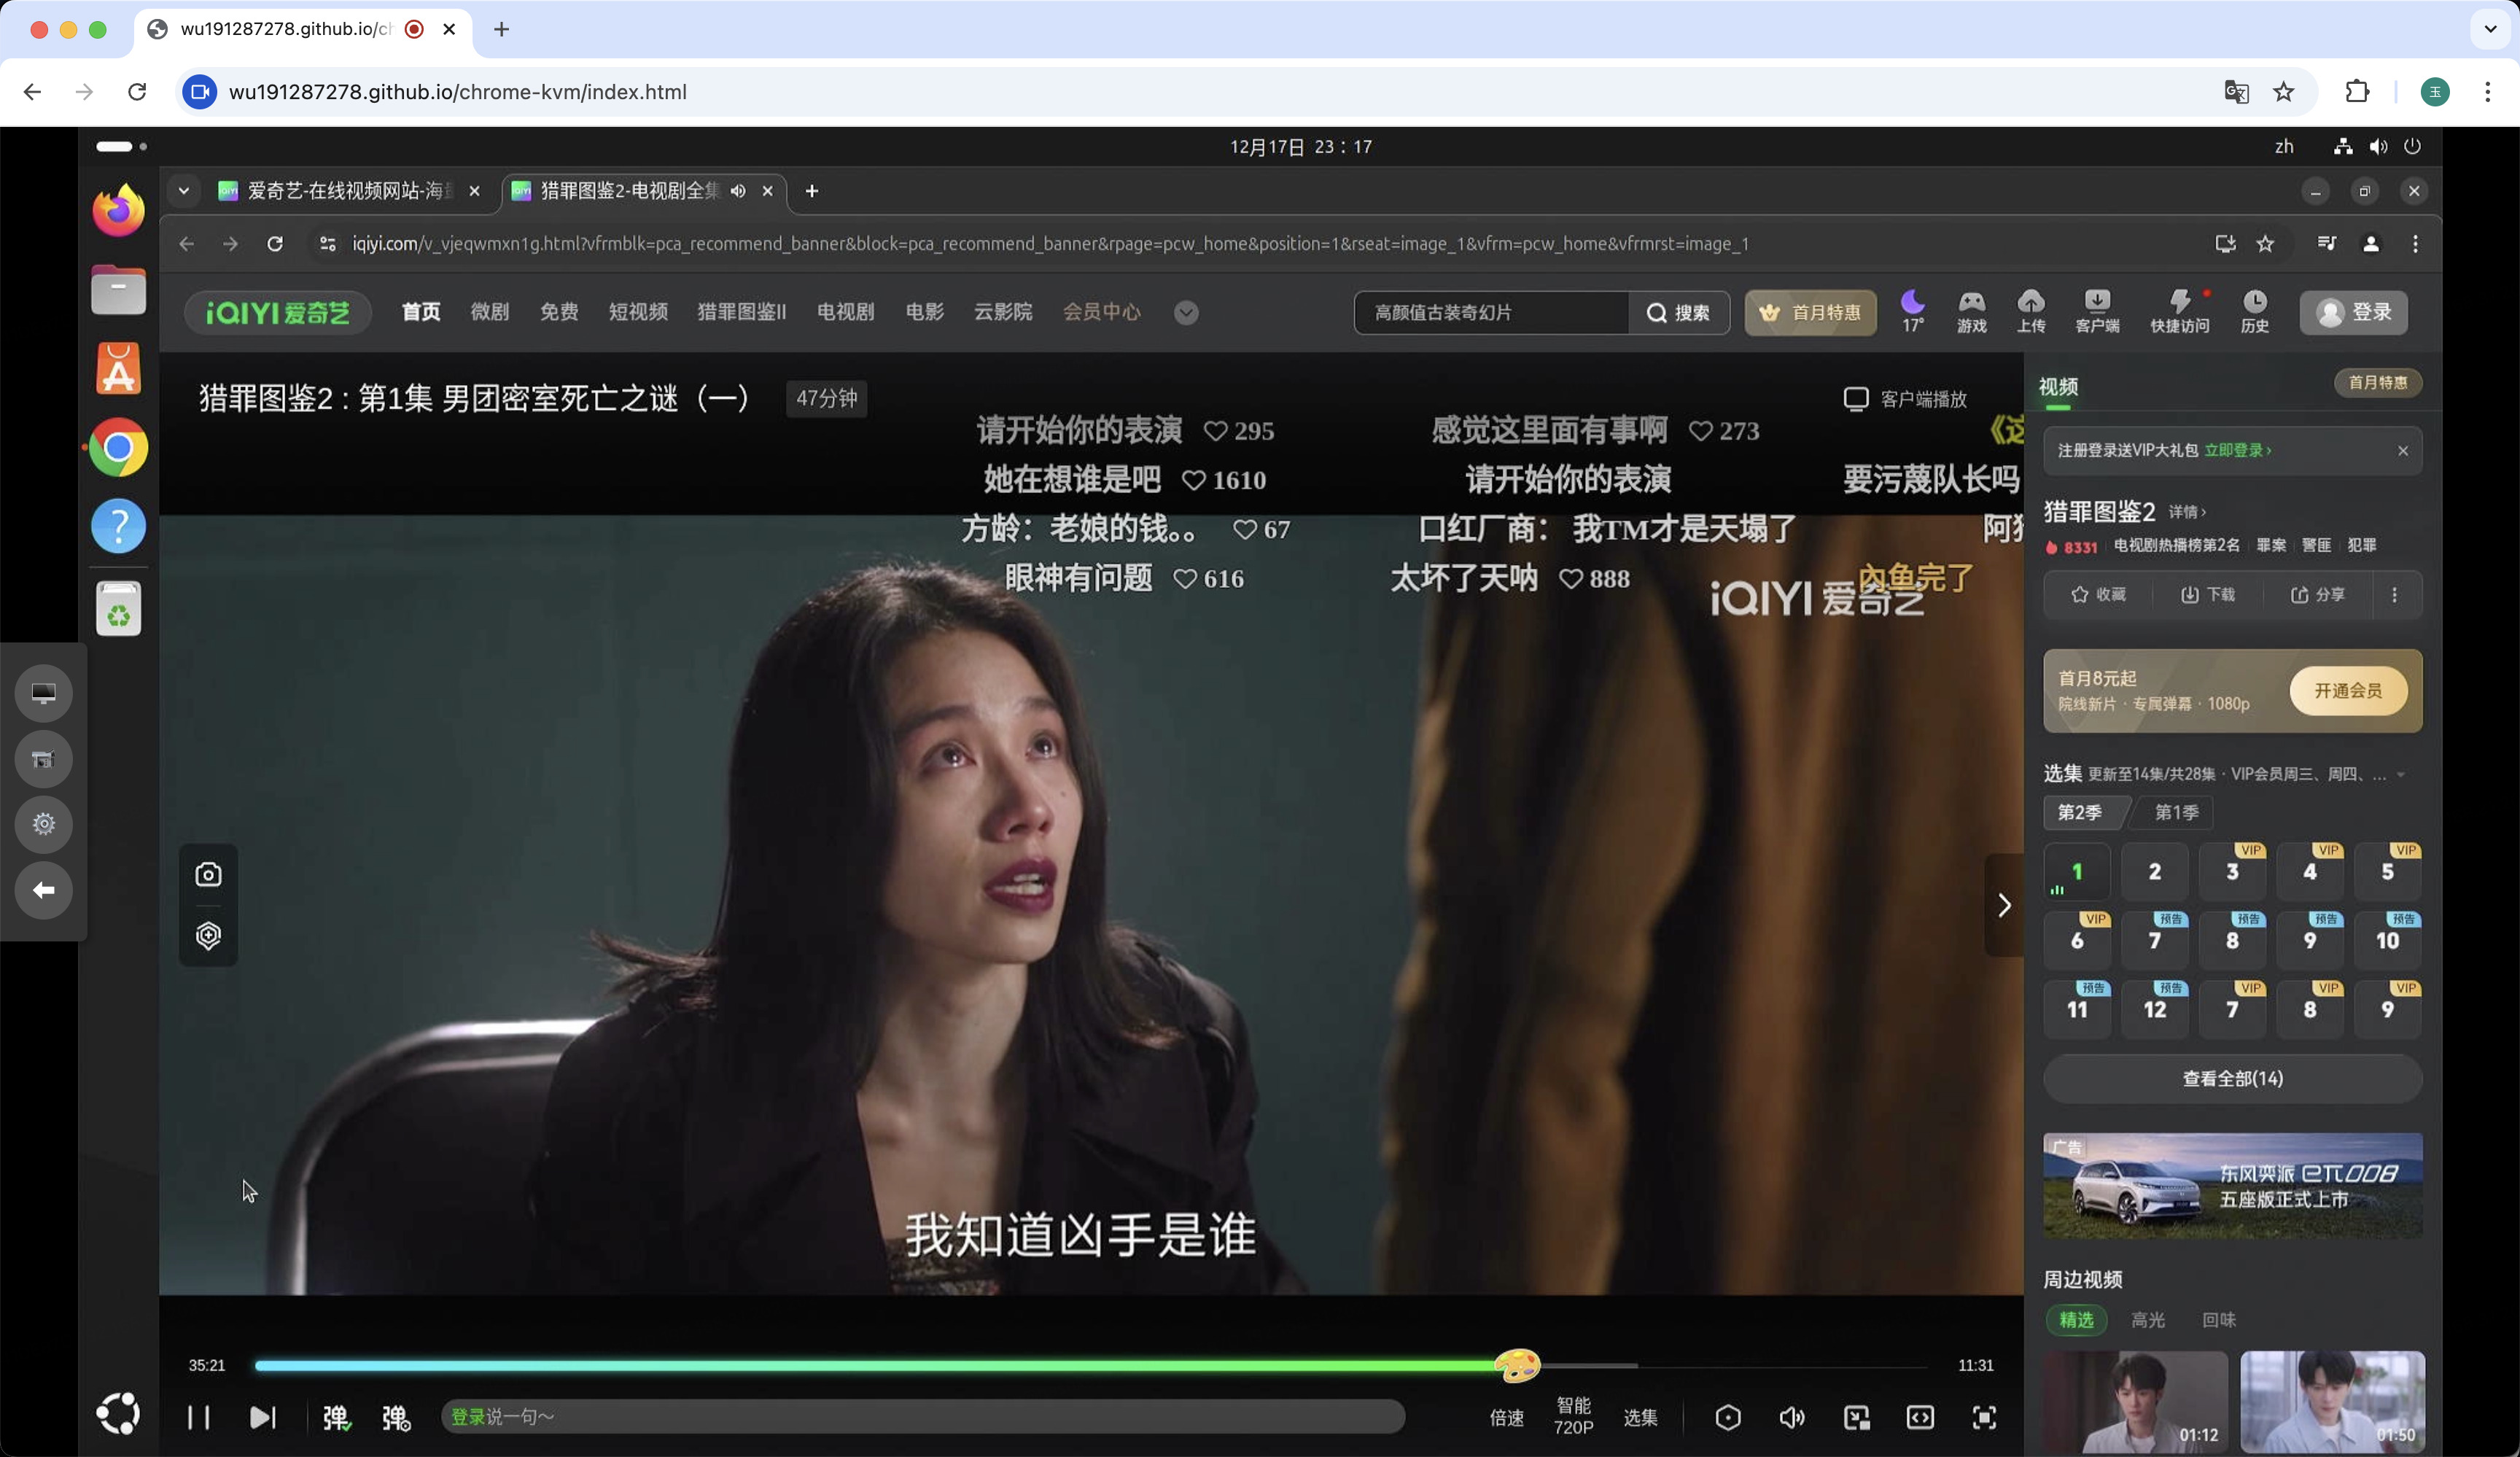 wu191287278.github.io/ch
wu191287278.github.io/chrome-kvm/index.html
玉
12月17日 23：17
zh
爱奇艺-在线视频网站-海
猎罪图鉴2-电视剧全集
iqiyi.com/v_vjeqwmxn1g.html?vfrmblk=pca_recommend_banner&block=pca_recommend_banner&rpage=pcw_home&position=1&rseat=image_1&vfrm=pcw_home&vfrmrst=image_1
iQIYI 爱奇艺 首页 微剧 免费 短视频 猎罪图鉴II 电视剧 电影 云影院 会员中心
高颜值古装奇幻片 搜索 首月特惠 17° 游戏 上传 客户端 快捷访问 历史 登录
猎罪图鉴2：第1集 男团密室死亡之谜（一） 47分钟
客户端播放
请开始你的表演 295 感觉这里面有事啊 273 《这
她在想谁是吧 1610 请开始你的表演 要污蔑队长吗
方龄：老娘的钱。。 67 口红厂商：我TM才是天塌了
眼神有问题 616 太坏了天呐 888 内鱼完了
iQIYI 爱奇艺
我知道凶手是谁
35:21 11:31
弹 弹 登录说一句～ 倍速 智能 720P 选集
视频 首月特惠
注册登录送VIP大礼包 立即登录›
猎罪图鉴2 详情›
8331 电视剧热播榜第2名 罪案 警匪 犯罪
收藏 下载 分享
首月8元起
院线新片 · 专属弹幕 · 1080p
开通会员
选集 更新至14集/共28集 · VIP会员周三、周四、...
第2季 第1季
1 2 VIP 3 VIP 4 VIP 5
VIP 6 预告 7 预告 8 预告 9 预告 10
预告 11 预告 12 VIP 7 VIP 8 VIP 9
查看全部(14)
广告
东风奕派 eπ008
五座版正式上市
周边视频
精选 高光 回味
01:12 01:50